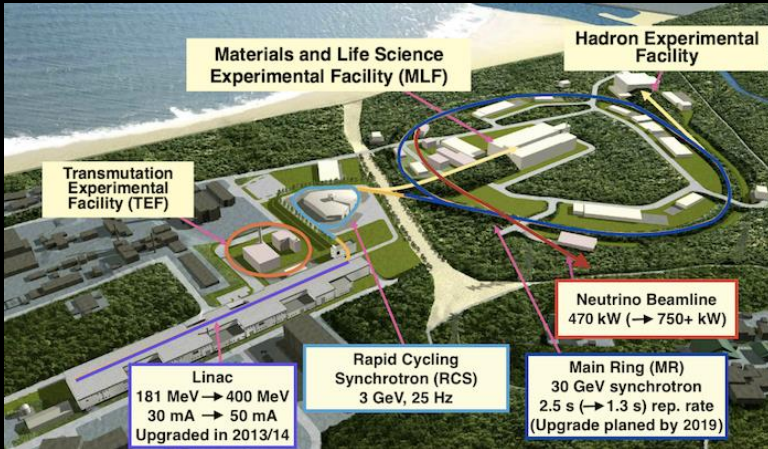 Materials and Life Science
Experimental Facility (MLF)
Hadron Experimental
Facility
Transmutation
Experimental
Facility (TEF)
Neutrino Beamline
470 kW (→ 750+ kW)
Linac
181 MeV → 400 MeV
30 mA → 50 mA
Upgraded in 2013/14
Rapid Cycling
Synchrotron (RCS)
3 GeV, 25 Hz
Main Ring (MR)
30 GeV synchrotron
2.5 s (→1.3 s) rep. rate
(Upgrade planed by 2019)